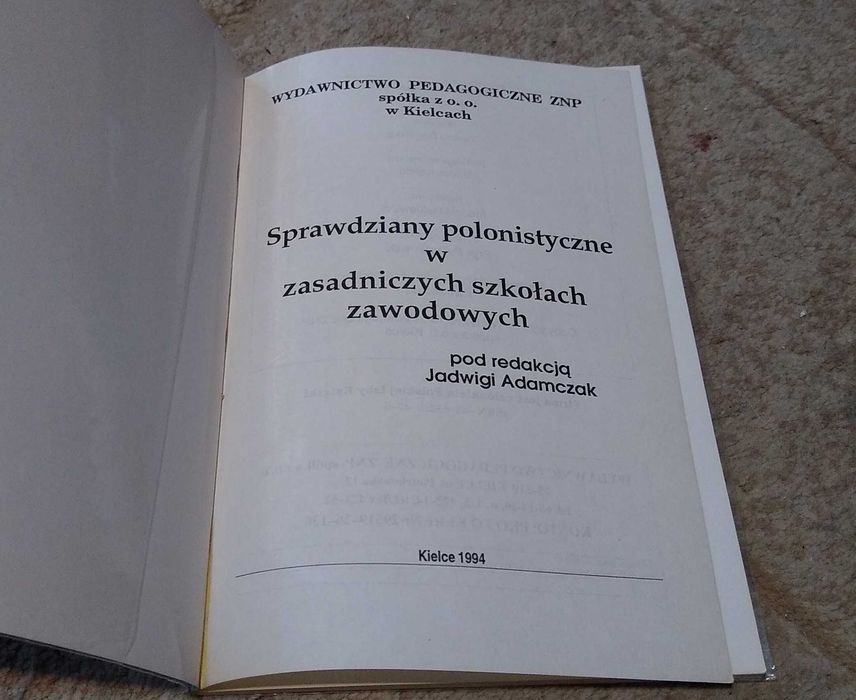 WYDAWNICTWO PEDAGOGICZNE ZNP
spółka z o. o.
w Kielcach
Sprawdziany polonistyczne
w
zasadniczych szkołach
zawodowych
pod redakcją
Jadwigi Adamczak
Kielce 1994